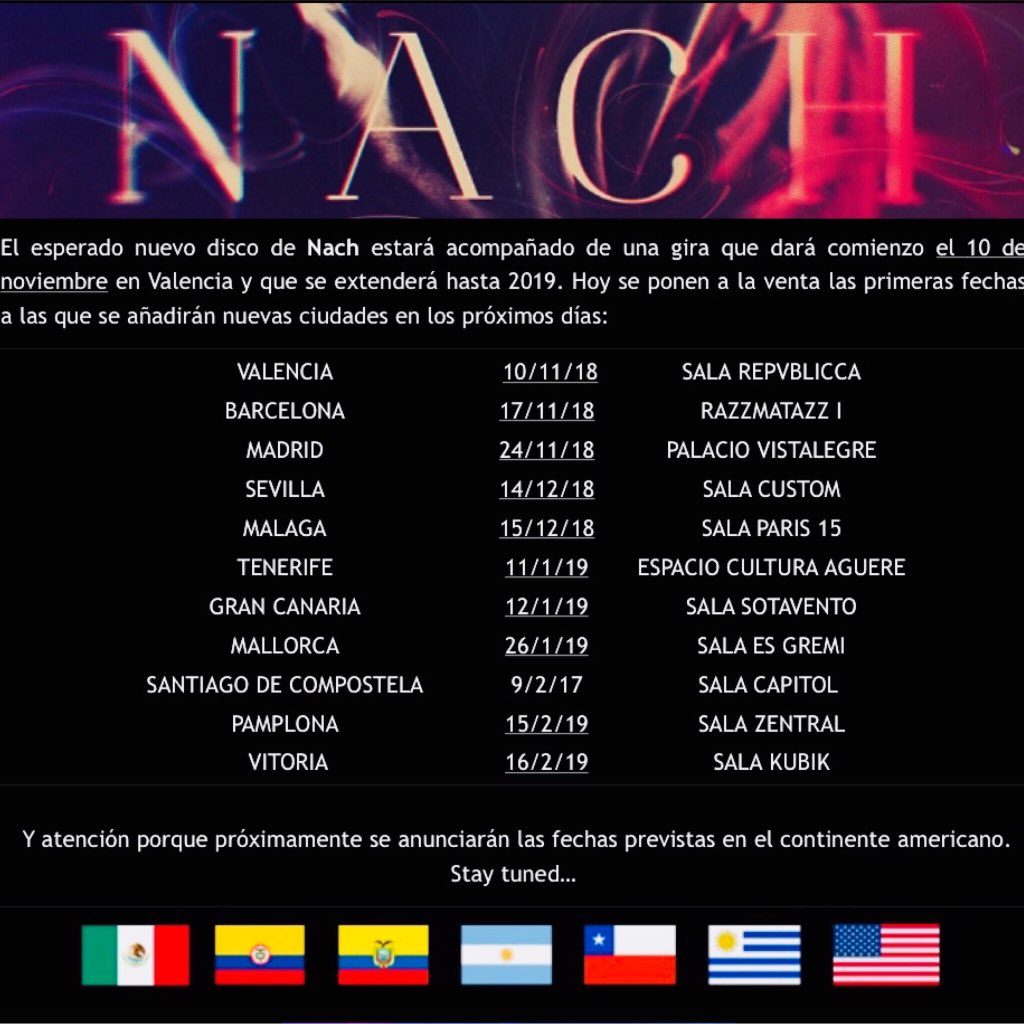 NACH
El esperado nuevo disco de Nach estará acompañado de una gira que dará comienzo el 10 de
noviembre en Valencia y que se extenderá hasta 2019. Hoy se ponen a la venta las primeras fechas
a las que se añadirán nuevas ciudades en los próximos días:
VALENCIA 10/11/18 SALA REPVBLICCA
BARCELONA 17/11/18 RAZZMATAZZ I
MADRID 24/11/18 PALACIO VISTALEGRE
SEVILLA 14/12/18 SALA CUSTOM
MALAGA 15/12/18 SALA PARIS 15
TENERIFE 11/1/19 ESPACIO CULTURA AGUERE
GRAN CANARIA 12/1/19 SALA SOTAVENTO
MALLORCA 26/1/19 SALA ES GREMI
SANTIAGO DE COMPOSTELA 9/2/17 SALA CAPITOL
PAMPLONA 15/2/19 SALA ZENTRAL
VITORIA 16/2/19 SALA KUBIK
Y atención porque próximamente se anunciarán las fechas previstas en el continente americano.
Stay tuned...